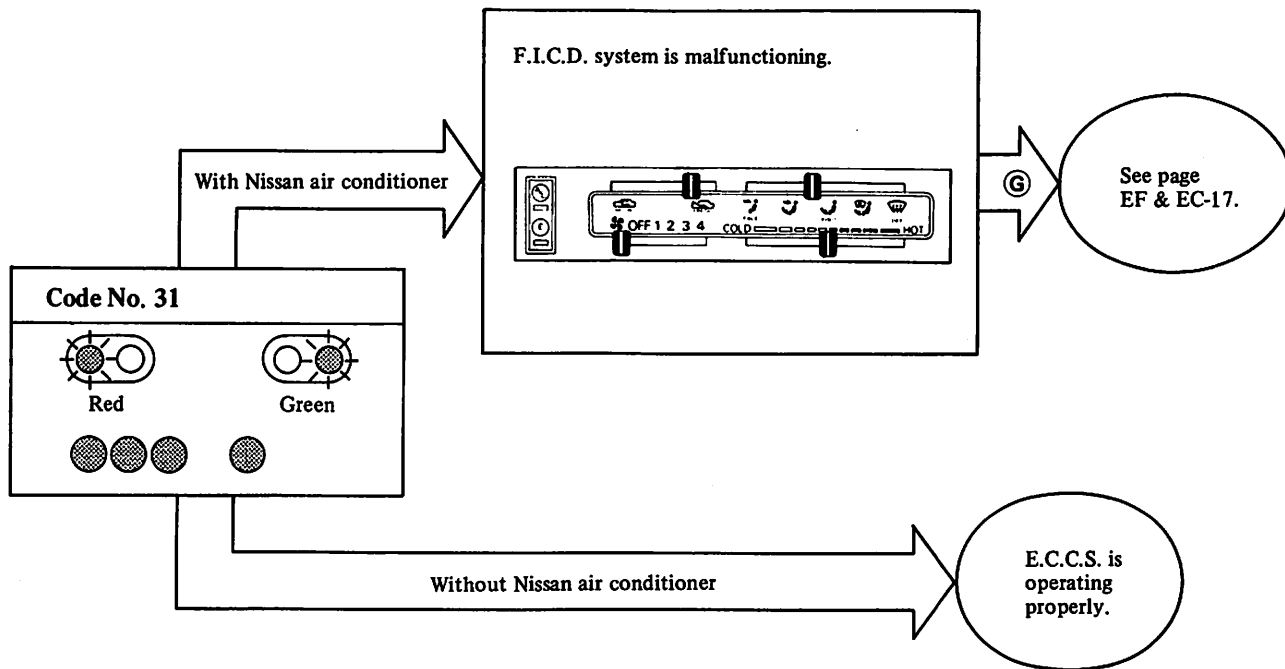 F.I.C.D. system is malfunctioning.
With Nissan air conditioner
OFF 1 2 3 4
COLD
HOT
G
See page
EF & EC-17.
Code No. 31
Red
Green
Without Nissan air conditioner
E.C.C.S. is
operating
properly.